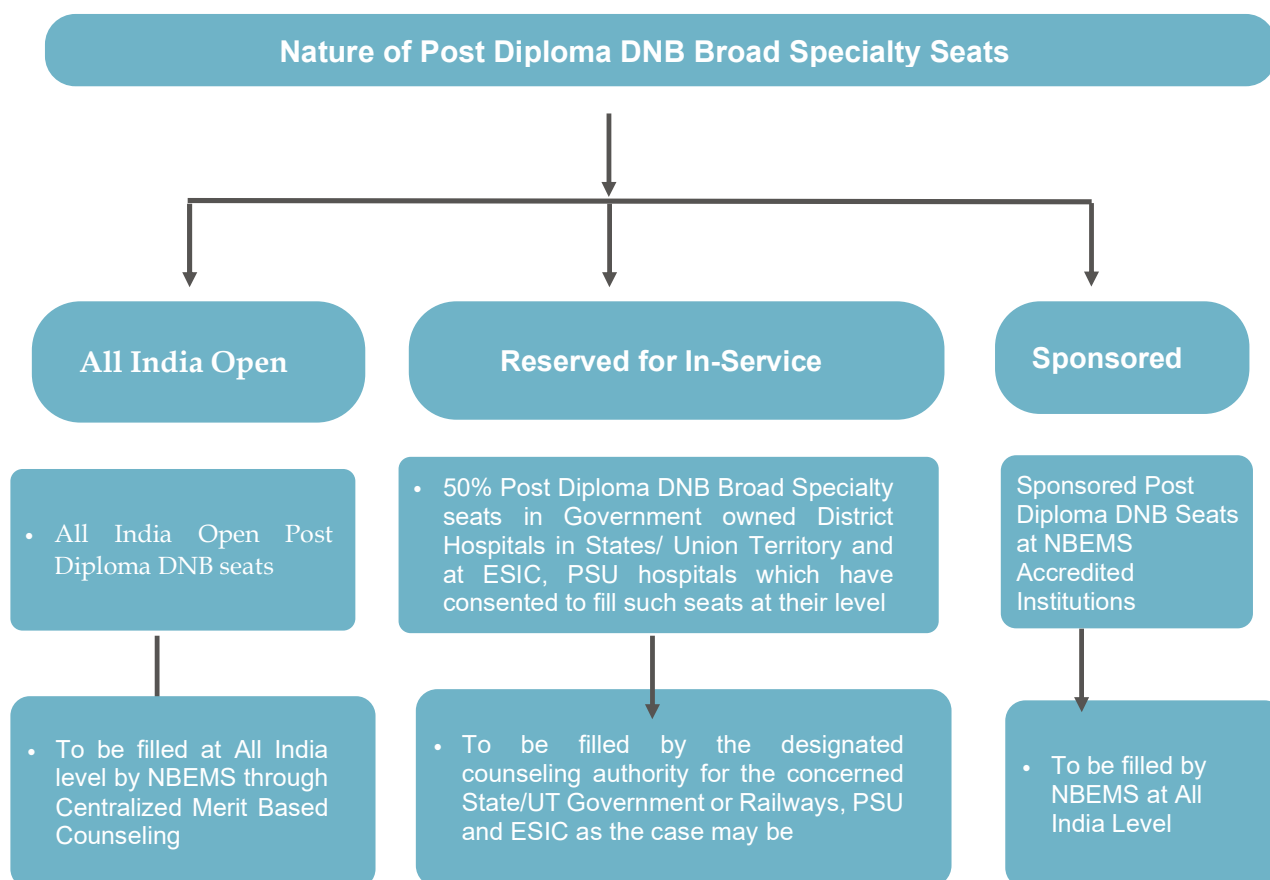 Nature of Post Diploma DNB Broad Specialty Seats
All India Open
Reserved for In-Service
Sponsored
• All India Open Post
Diploma DNB seats
• 50% Post Diploma DNB Broad Specialty
seats in Government owned District
Hospitals in States/ Union Territory and
at ESIC, PSU hospitals which have
consented to fill such seats at their level
Sponsored Post
Diploma DNB Seats
at NBEMS
Accredited
Institutions
• To be filled at All India
level by NBEMS through
Centralized Merit Based
Counseling
• To be filled by the designated
counseling authority for the concerned
State/UT Government or Railways, PSU
and ESIC as the case may be
• To be filled by
NBEMS at All
India Level